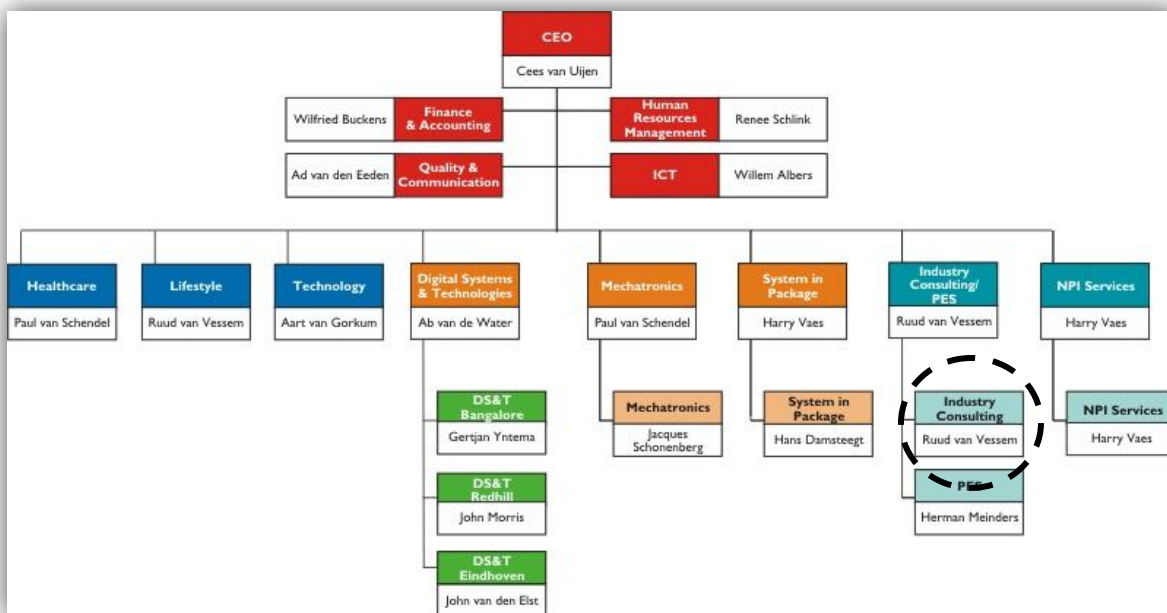 CEO
Cees van Uijen
Wilfried Buckens
Finance
& Accounting
Human
Resources
Management
Renee Schlink
Ad van den Eeden
Quality &
Communication
ICT
Willem Albers
Healthcare
Paul van Schendel
Lifestyle
Ruud van Vessem
Technology
Aart van Gorkum
Digital Systems
& Technologies
Ab van de Water
Mechatronics
Paul van Schendel
System in
Package
Harry Vaes
Industry
Consulting/
PES
Ruud van Vessem
NPI Services
Harry Vaes
DS&T
Bangalore
Gertjan Yntema
DS&T
Redhill
John Morris
DS&T
Eindhoven
John van den Elst
Mechatronics
Jacques
Schonenberg
System in
Package
Hans Damsteegt
Industry
Consulting
Ruud van Vessem
PES
Herman Meinders
NPI Services
Harry Vaes